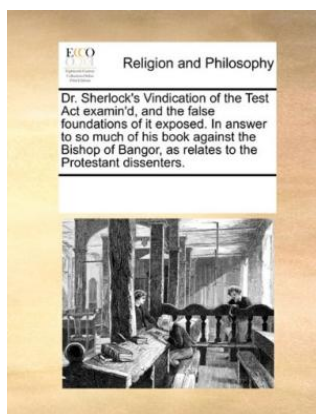 ECCO
Religion and Philosophy
Dr. Sherlock's Vindication of the Test
Act examin'd, and the false
foundations of it exposed. In answer
to so much of his book against the
Bishop of Bangor, as relates to the
Protestant dissenters.